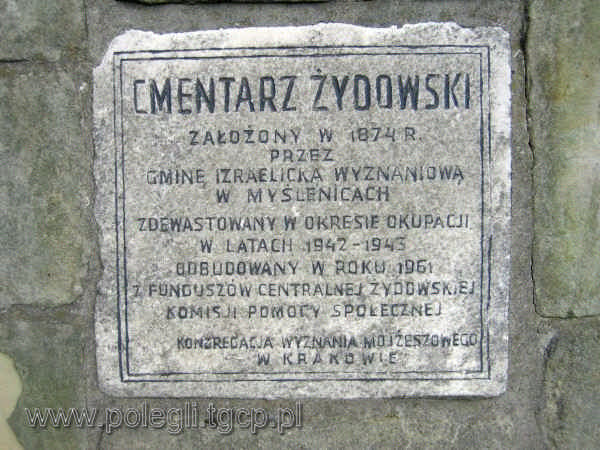 CMENTARZ ŻYDOWSKI
ZAŁOŻONY W 1874 R.
PRZEZ
GMINĘ IZRAELICKA WYZNANIOWĄ
W MYŚLENICACH
ZDEWASTOWANY W OKRESIE OKUPACJI
W LATACH 1942-1943
ODBUDOWANY W ROKU 1961
Z FUNDUSZÓW CENTRALNEJ ŻYDOWSKIEJ
KOMISJI POMOCY SPOŁECZNEJ
KONGREGACJA WYZNANIA MOJŻESZOWEGO
W KRAKOWIE
www.polegli.tgcp.pl